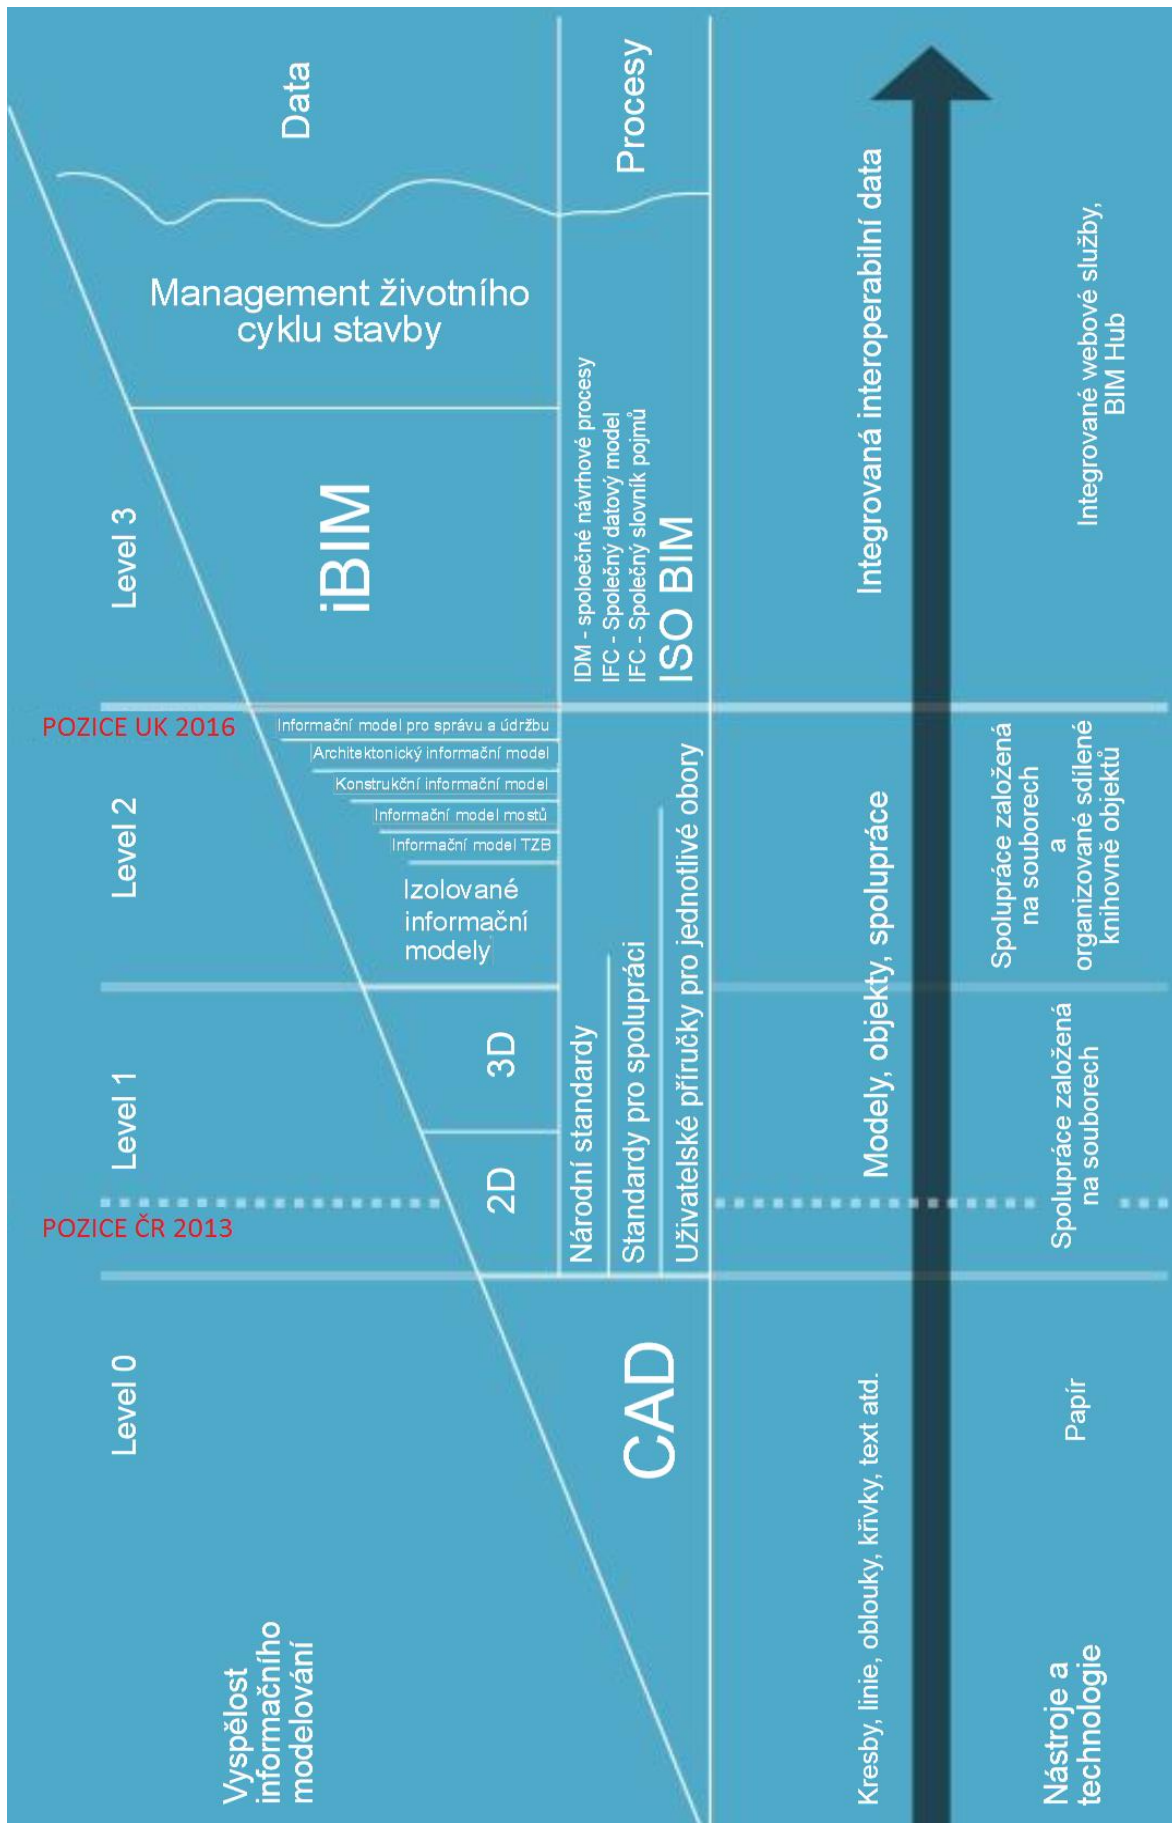 Vyspělost
informačního
modelování
Level 0
Level 1
Level 2
Level 3
POZICE ČR 2013
POZICE UK 2016
CAD
2D
3D
Izolované
informační
modely
Informační model TZB
Informační model mostů
Konstrukční informační model
Architektonický informační model
Informační model pro správu a údržbu
iBIM
Management životního
cyklu stavby
Data
Národní standardy
Standardy pro spolupráci
Uživatelské příručky pro jednotlivé obory
IDM - spoloečné návrhové procesy
IFC - Společný datový model
IFC - Společný slovník pojmů
ISO BIM
Procesy
Kresby, linie, oblouky, křivky, text atd.
Modely, objekty, spolupráce
Integrovaná interoperabilní data
Nástroje a
technologie
Papír
Spolupráce založená
na souborech
Spolupráce založená
na souborech
a
organizované sdílené
knihovně objektů
Integrované webové služby,
BIM Hub